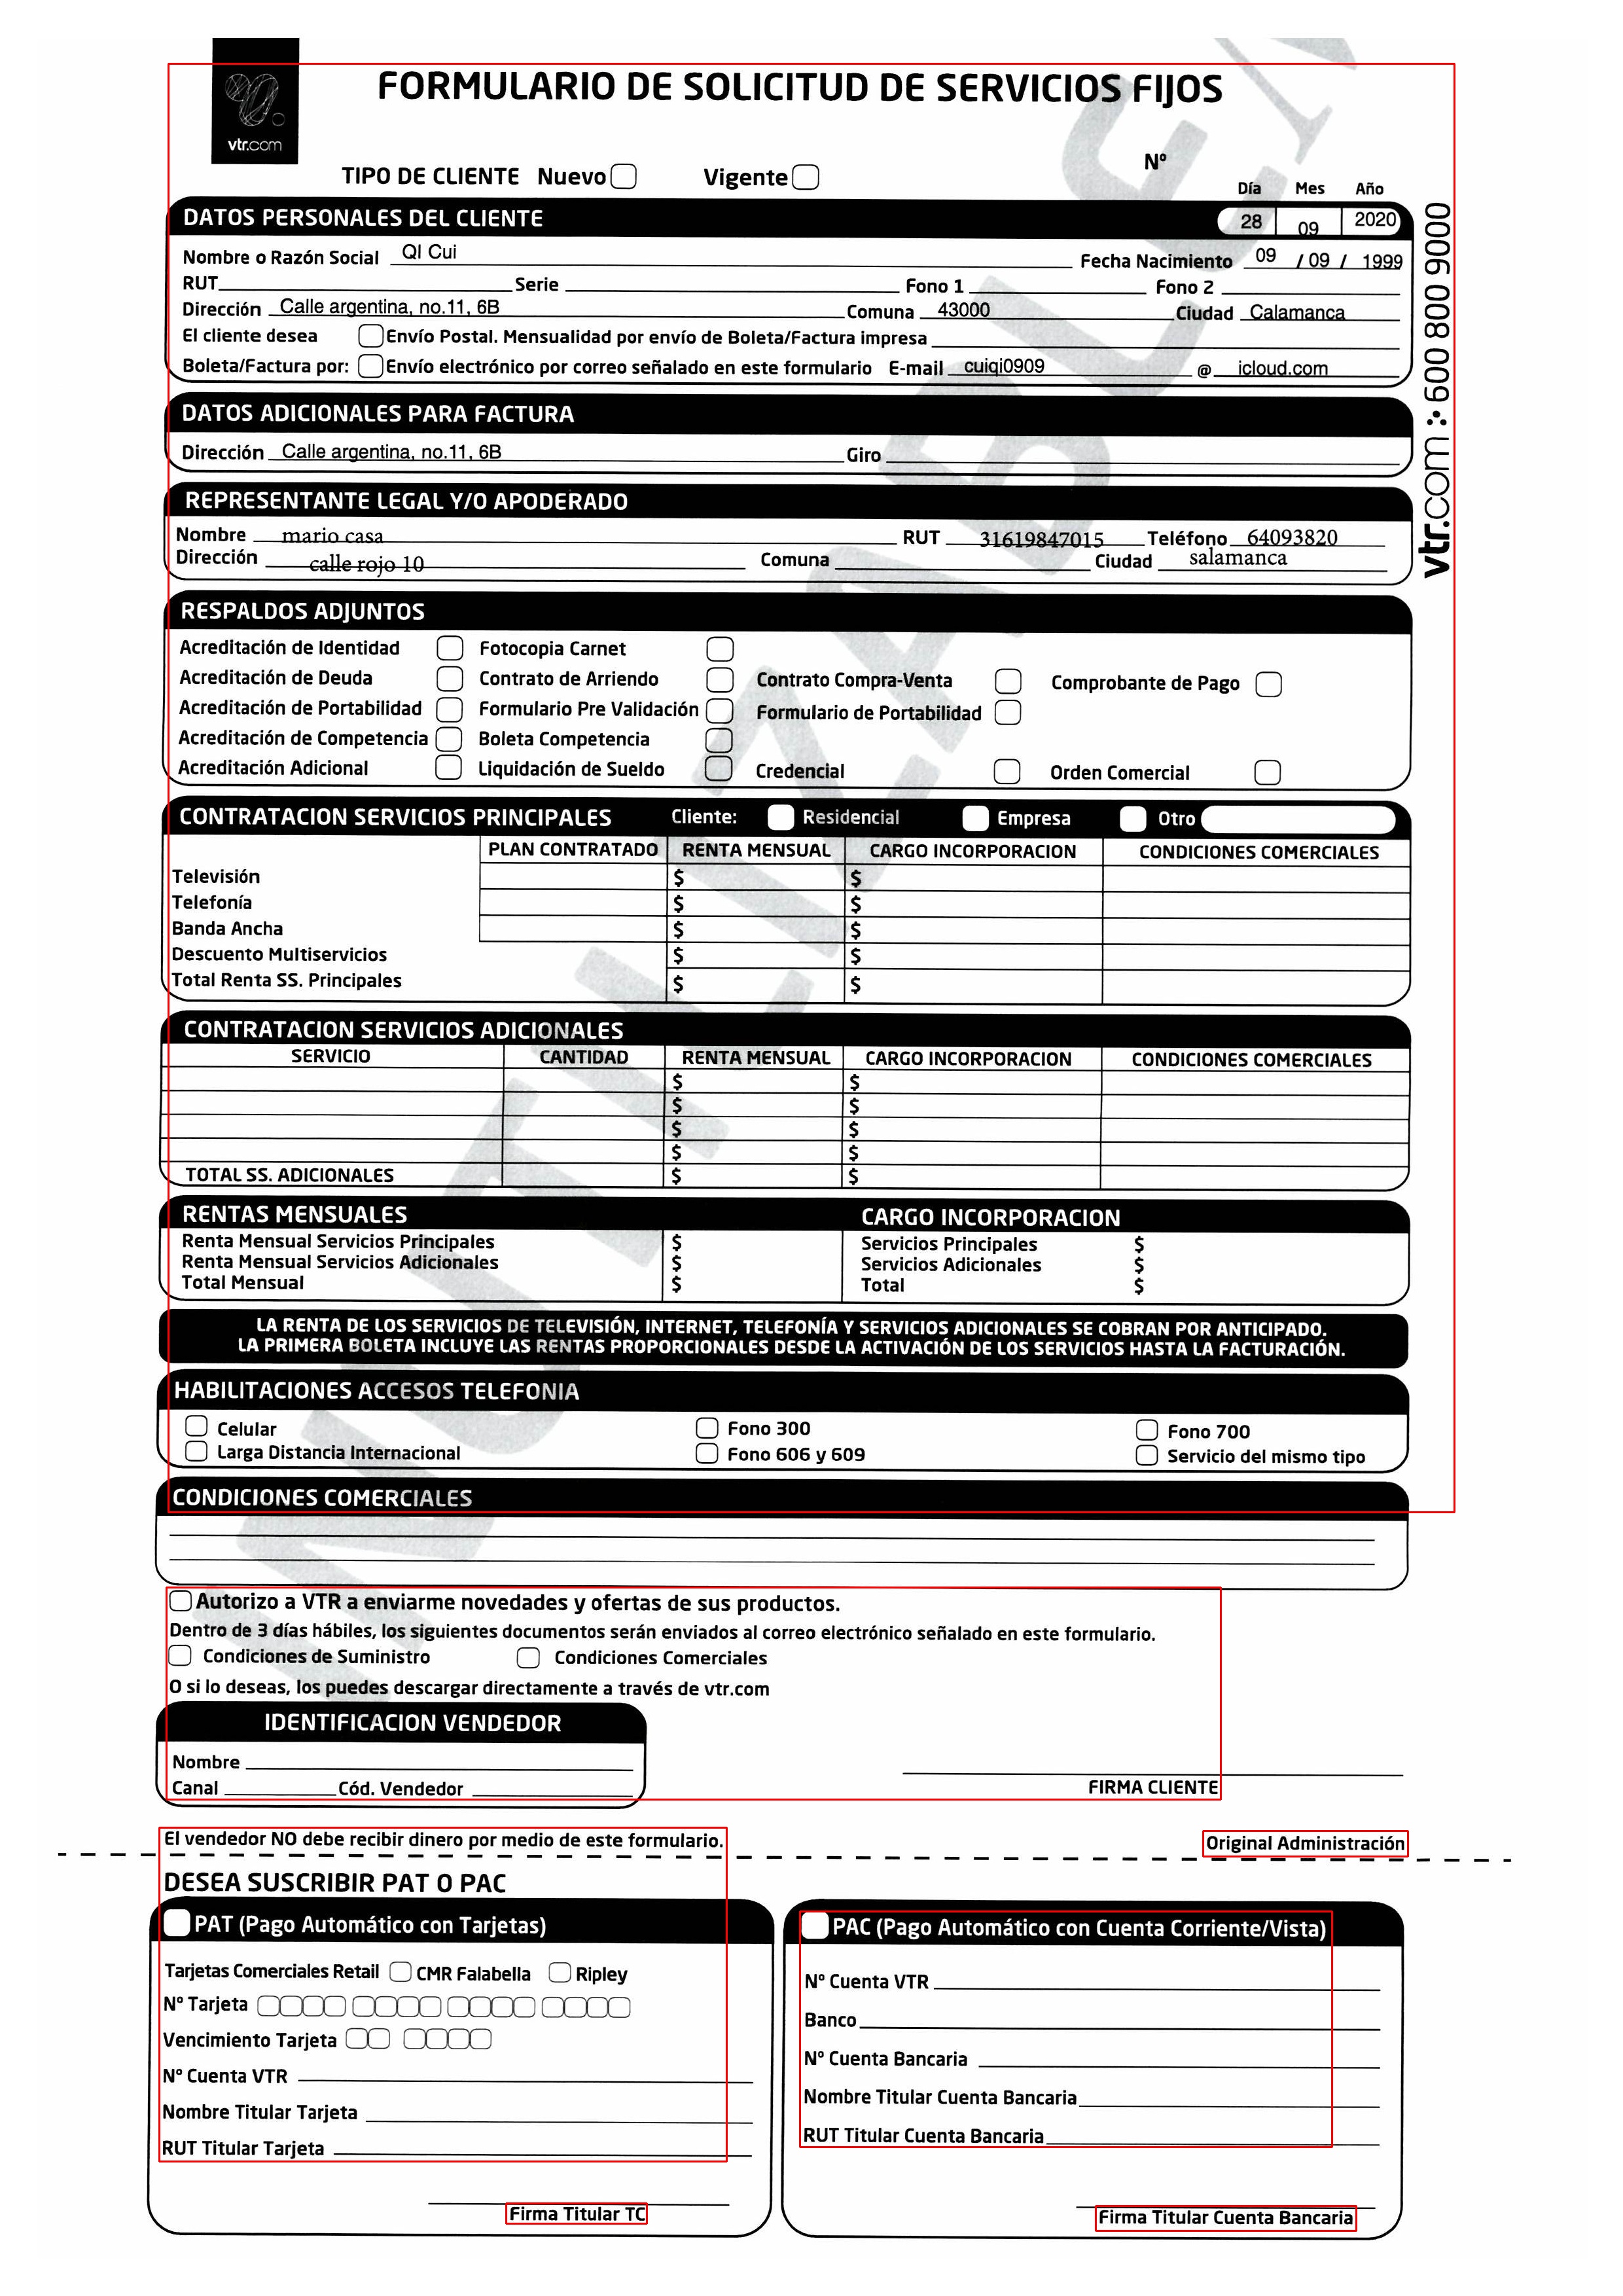 vtr.com
FORMULARIO DE SOLICITUD DE SERVICIOS FIJOS
TIPO DE CLIENTE Nuevo Vigente Nº
Día Mes Año
DATOS PERSONALES DEL CLIENTE 28 09 2020
Nombre o Razón Social QI Cui Fecha Nacimiento 09 / 09 / 1999
RUT Serie Fono 1 Fono 2
Dirección Calle argentina, no.11, 6B Comuna 43000 Ciudad Calamanca
El cliente desea Envío Postal. Mensualidad por envío de Boleta/Factura impresa
Boleta/Factura por: Envío electrónico por correo señalado en este formulario E-mail cuiqi0909 @ icloud.com
vtr.com 600 800 9000
DATOS ADICIONALES PARA FACTURA
Dirección Calle argentina, no.11, 6B Giro
REPRESENTANTE LEGAL Y/O APODERADO
Nombre mario casa RUT 31619847015 Teléfono 64093820
Dirección calle rojo 10 Comuna Ciudad salamanca
RESPALDOS ADJUNTOS
Acreditación de Identidad Fotocopia Carnet
Acreditación de Deuda Contrato de Arriendo Contrato Compra-Venta Comprobante de Pago
Acreditación de Portabilidad Formulario Pre Validación Formulario de Portabilidad
Acreditación de Competencia Boleta Competencia
Acreditación Adicional Liquidación de Sueldo Credencial Orden Comercial
CONTRATACION SERVICIOS PRINCIPALES Cliente: Residencial Empresa Otro
PLAN CONTRATADO RENTA MENSUAL CARGO INCORPORACION CONDICIONES COMERCIALES
Televisión $ $
Telefonía $ $
Banda Ancha $ $
Descuento Multiservicios $ $
Total Renta SS. Principales $ $
CONTRATACION SERVICIOS ADICIONALES
SERVICIO CANTIDAD RENTA MENSUAL CARGO INCORPORACION CONDICIONES COMERCIALES
$ $
$ $
$ $
$ $
TOTAL SS. ADICIONALES $ $
RENTAS MENSUALES CARGO INCORPORACION
Renta Mensual Servicios Principales $ Servicios Principales $
Renta Mensual Servicios Adicionales $ Servicios Adicionales $
Total Mensual $ Total $
LA RENTA DE LOS SERVICIOS DE TELEVISIÓN, INTERNET, TELEFONÍA Y SERVICIOS ADICIONALES SE COBRAN POR ANTICIPADO.
LA PRIMERA BOLETA INCLUYE LAS RENTAS PROPORCIONALES DESDE LA ACTIVACIÓN DE LOS SERVICIOS HASTA LA FACTURACIÓN.
HABILITACIONES ACCESOS TELEFONIA
Celular Fono 300 Fono 700
Larga Distancia Internacional Fono 606 y 609 Servicio del mismo tipo
CONDICIONES COMERCIALES
Autorizo a VTR a enviarme novedades y ofertas de sus productos.
Dentro de 3 días hábiles, los siguientes documentos serán enviados al correo electrónico señalado en este formulario.
Condiciones de Suministro Condiciones Comerciales
O si lo deseas, los puedes descargar directamente a través de vtr.com
IDENTIFICACION VENDEDOR
Nombre
Canal Cód. Vendedor FIRMA CLIENTE
El vendedor NO debe recibir dinero por medio de este formulario. Original Administración
DESEA SUSCRIBIR PAT O PAC
PAT (Pago Automático con Tarjetas)
Tarjetas Comerciales Retail CMR Falabella Ripley
Nº Tarjeta
Vencimiento Tarjeta
Nº Cuenta VTR
Nombre Titular Tarjeta
RUT Titular Tarjeta
Firma Titular TC
PAC (Pago Automático con Cuenta Corriente/Vista)
Nº Cuenta VTR
Banco
Nº Cuenta Bancaria
Nombre Titular Cuenta Bancaria
RUT Titular Cuenta Bancaria
Firma Titular Cuenta Bancaria
INUTILIZABLE